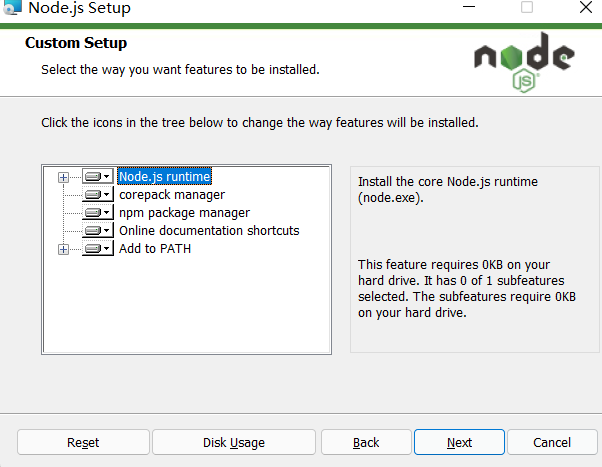 Node.js Setup
Custom Setup
Select the way you want features to be installed.
node
JS
Click the icons in the tree below to change the way features will be installed.
Node.js runtime
corepack manager
npm package manager
Online documentation shortcuts
Add to PATH
Install the core Node.js runtime
(node.exe).
This feature requires 0KB on your
hard drive. It has 0 of 1 subfeatures
selected. The subfeatures require 0KB
on your hard drive.
Reset
Disk Usage
Back
Next
Cancel